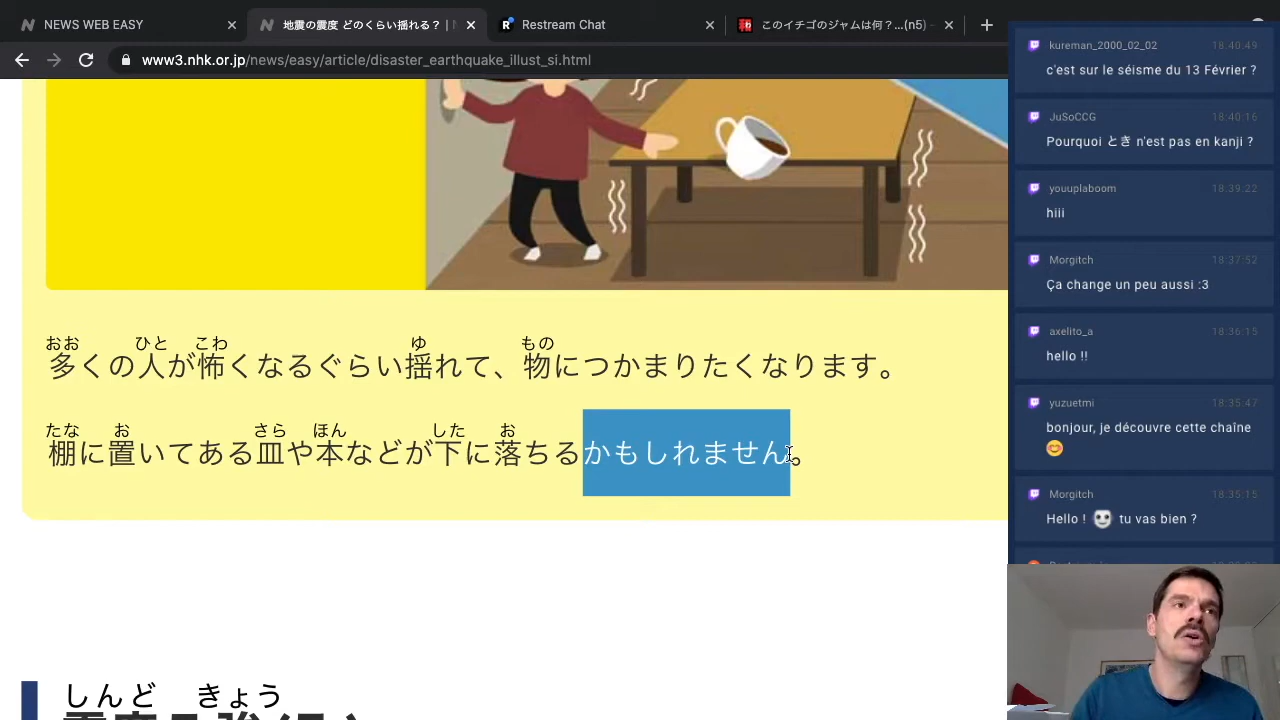 NEWS WEB EASY
地震の震度 どのくらい揺れる？ | N
Restream Chat
このイチゴのジャムは何？...(n5) –
www3.nhk.or.jp/news/easy/article/disaster_earthquake_illust_si.html
おお ひと こわ ゆ もの
多くの人が怖くなるぐらい揺れて、物につかまりたくなります。
たな お さら ほん した お
棚に置いてある皿や本などが下に落ちるかもしれません。
しんど きょう
kureman_2000_02_02 18:40:49
c'est sur le séisme du 13 Février ?
JuSoCCG 18:40:16
Pourquoi とき n'est pas en kanji ?
youuplaboom 18:39:22
hiii
Morgitch 18:37:52
Ça change un peu aussi :3
axelito_a 18:36:15
hello !!
yuzuetmi 18:35:47
bonjour, je découvre cette chaîne
😊
Morgitch 18:35:15
Hello ! tu vas bien ?